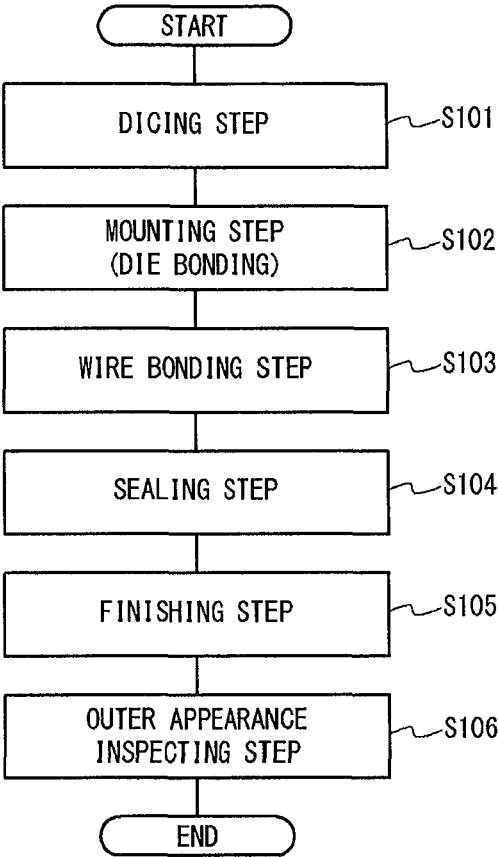 START
DICING STEP
S101
MOUNTING STEP
(DIE BONDING)
S102
WIRE BONDING STEP
S103
SEALING STEP
S104
FINISHING STEP
S105
OUTER APPEARANCE
INSPECTING STEP
S106
END